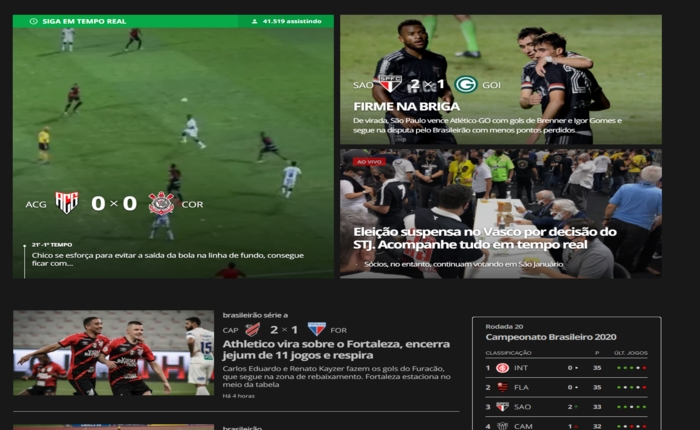 SIGA EM TEMPO REAL
41.519 assistindo
ACG 0 × 0 COR
21' -1º TEMPO
Chico se esforça para evitar a saída da bola na linha de fundo, consegue
ficar com...
SAO 2 × 1 GOI
FIRME NA BRIGA
De virada, São Paulo vence Atlético-GO com gols de Brenner e Igor Gomes e
segue na disputa pelo Brasileirão com menos pontos perdidos
AO VIVO
Eleição suspensa no Vasco por decisão do
STJ. Acompanhe tudo em tempo real
Sócios, no entanto, continuam votando em São Januário
brasileirão série a
CAP 2 × 1 FOR
Athletico vira sobre o Fortaleza, encerra
jejum de 11 jogos e respira
Carlos Eduardo e Renato Kayzer fazem os gols do Furacão,
que segue na zona de rebaixamento. Fortaleza estaciona no
meio da tabela
Há 4 horas
brasileirão
Rodada 20
Campeonato Brasileiro 2020
CLASSIFICAÇÃO P ÚLT. JOGOS
1 INT 0 35
2 FLA 0 35
3 SAO 2 33
4 CAM 1 32